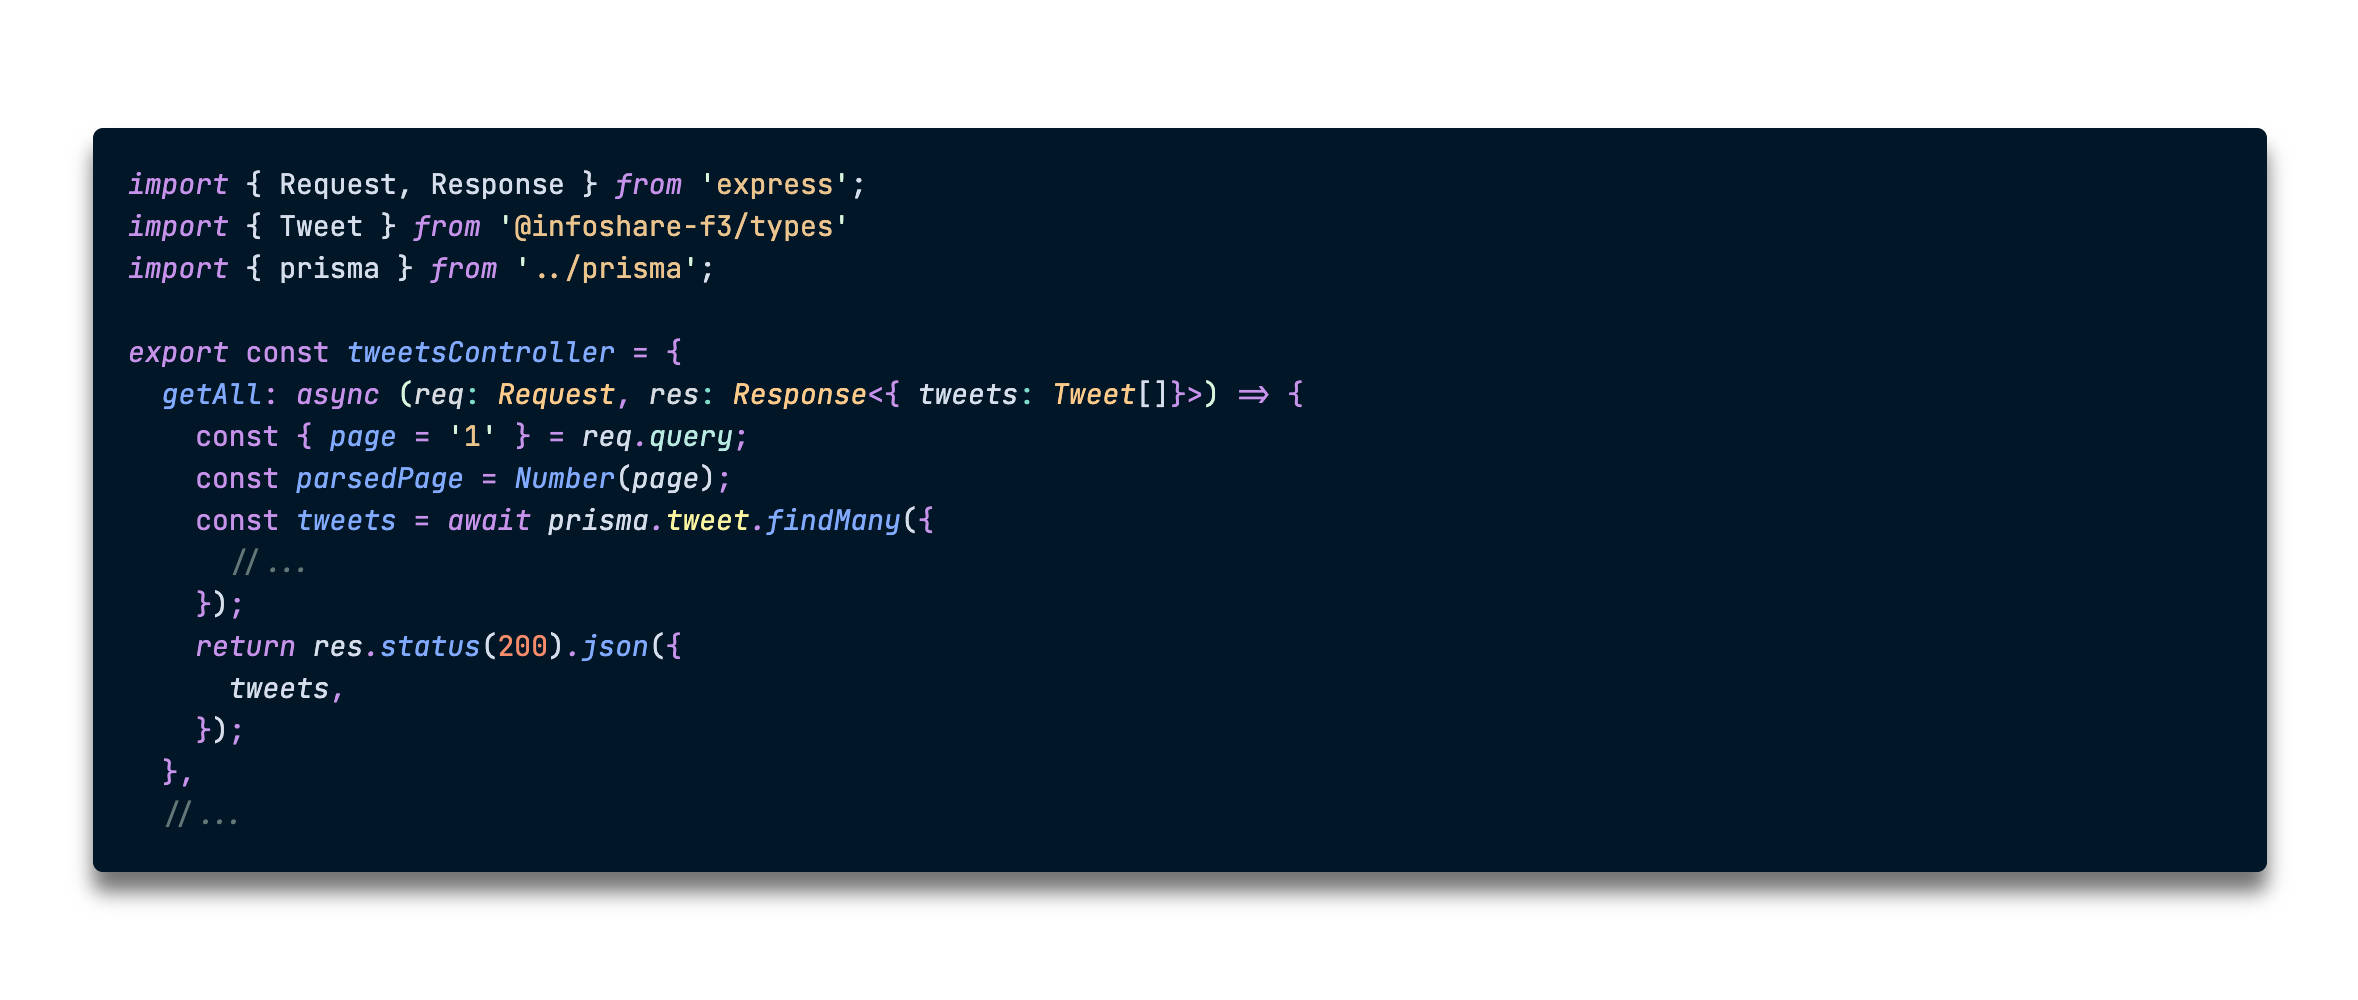 import { Request, Response } from 'express';
import { Tweet } from '@infoshare-f3/types'
import { prisma } from '../prisma';

export const tweetsController = {
  getAll: async (req: Request, res: Response<{ tweets: Tweet[]}>) => {
    const { page = '1' } = req.query;
    const parsedPage = Number(page);
    const tweets = await prisma.tweet.findMany({
      //...
    });
    return res.status(200).json({
      tweets,
    });
  },
  //...